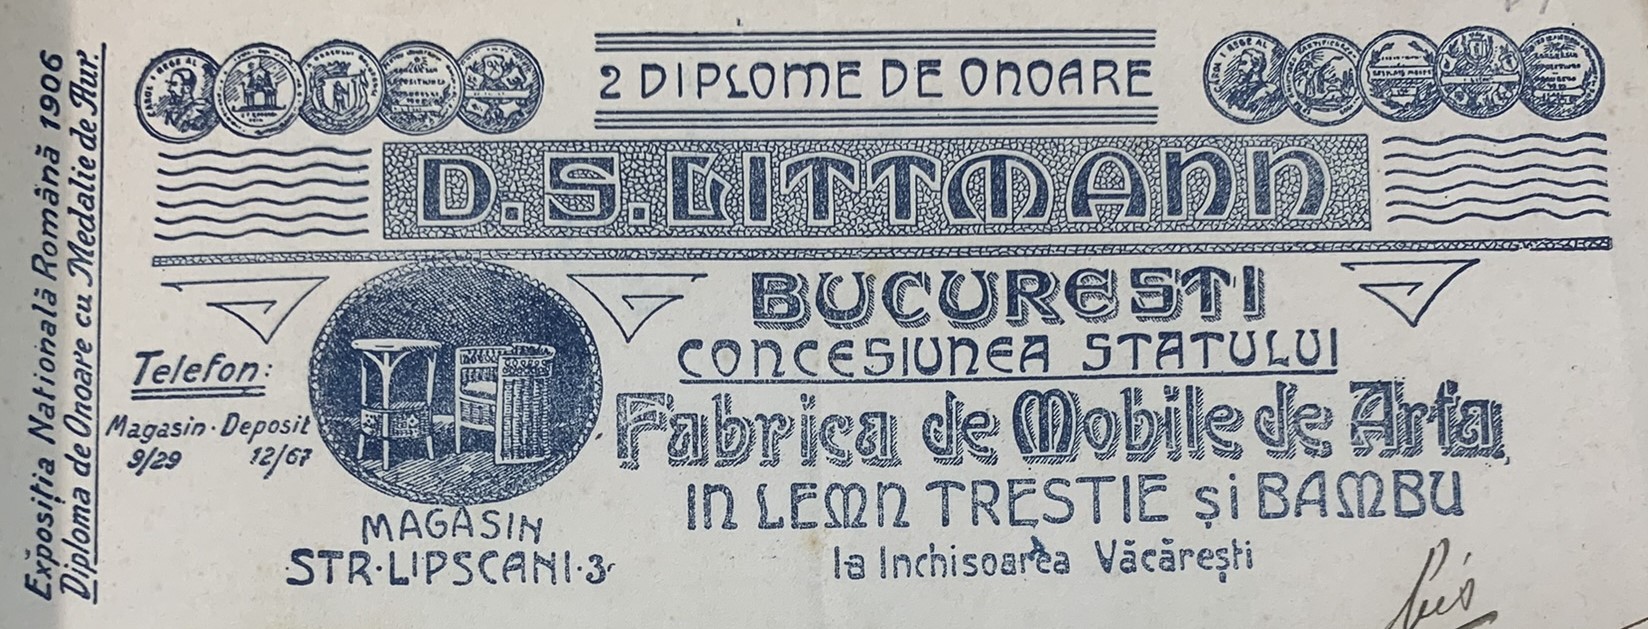 Expoziția Natională Română 1906
Diploma de Onoare cu Medalie de Aur.
2 DIPLOME DE ONOARE
D.S. LITTMANN
BUCURESTI
CONCESIUNEA STATULUI
Telefon:
Magasin · Deposit
9/29 12/67
Fabrica de Mobile de Arta
IN LEMN TRESTIE și BAMBU
la Inchisoarea Văcărești
MAGASIN
STR·LIPSCANI·3·